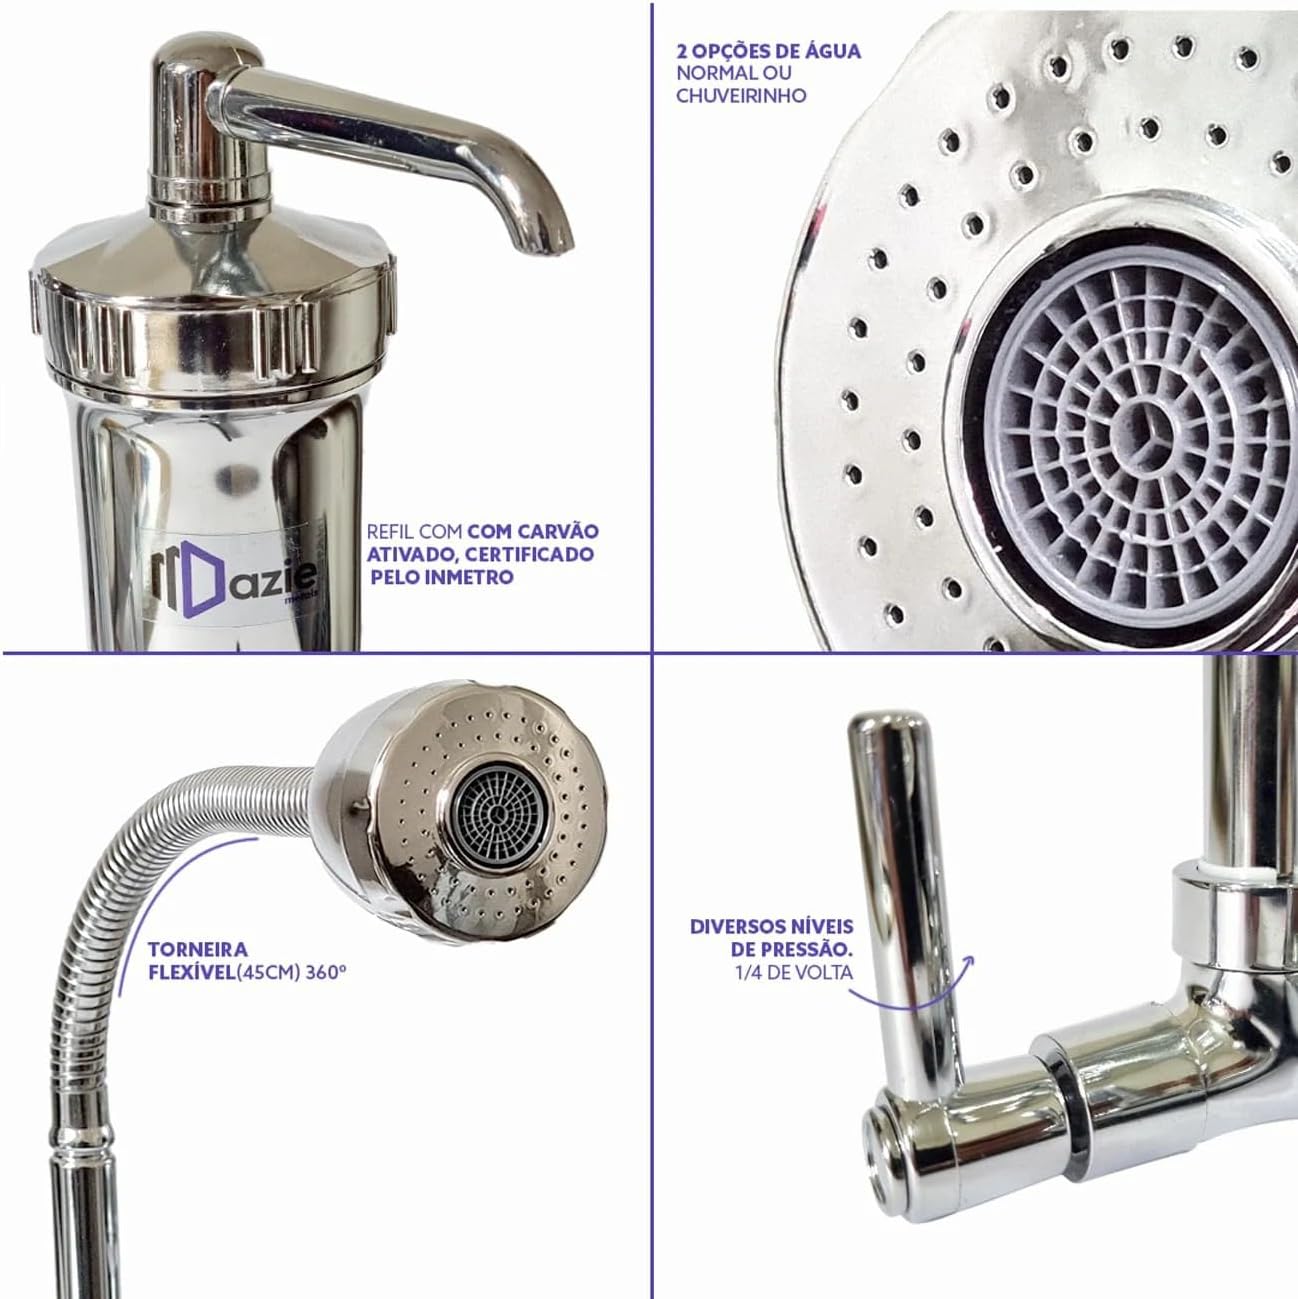 2 OPÇÕES DE ÁGUA
NORMAL OU
CHUVEIRINHO
REFIL COM COM CARVÃO
ATIVADO, CERTIFICADO
PELO INMETRO
Dazie
metais
TORNEIRA
FLEXÍVEL(45CM) 360º
DIVERSOS NÍVEIS
DE PRESSÃO.
1/4 DE VOLTA